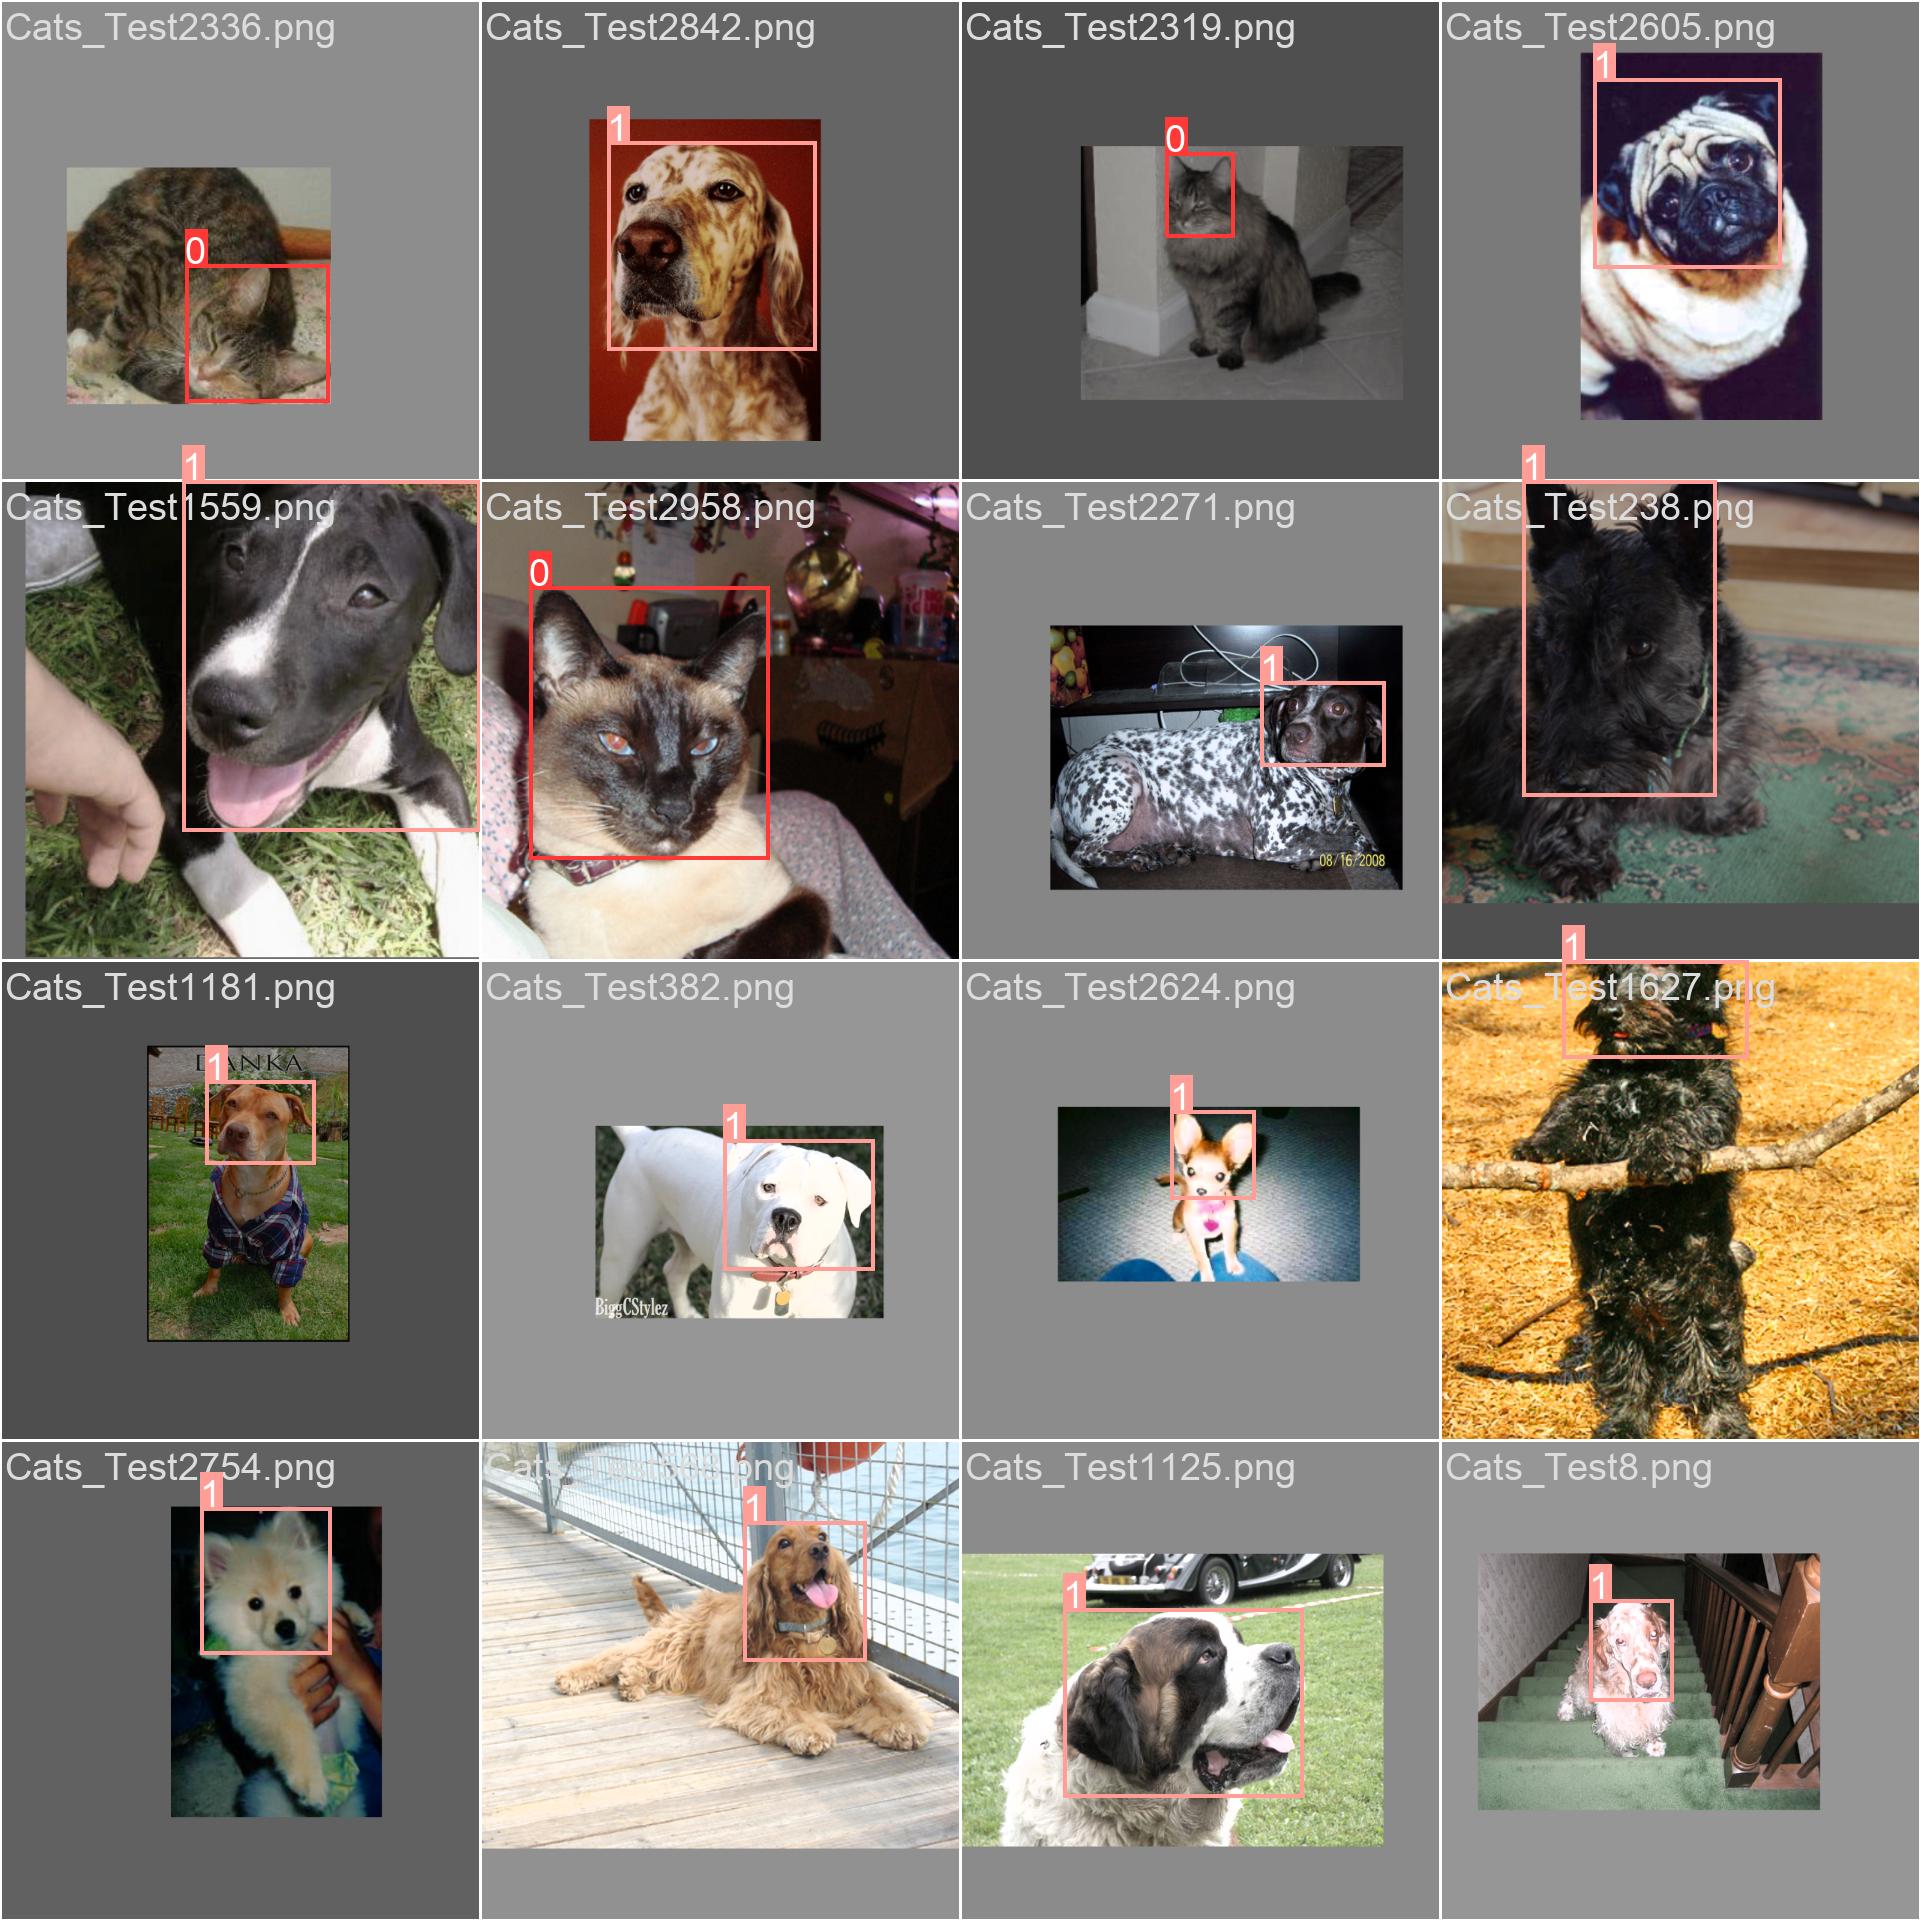 Cats_Test2336.png
0
Cats_Test2842.png
1
Cats_Test2319.png
0
Cats_Test2605.png
1
Cats_Test1559.png
1
Cats_Test2958.png
0
Cats_Test2271.png
1
08/16/2008
Cats_Test238.png
1
Cats_Test1181.png
DANKA
1
Cats_Test382.png
1
BiggCStylez
Cats_Test2624.png
1
Cats_Test1627.png
1
Cats_Test2754.png
1
1
Cats_Test1125.png
1
Cats_Test8.png
1